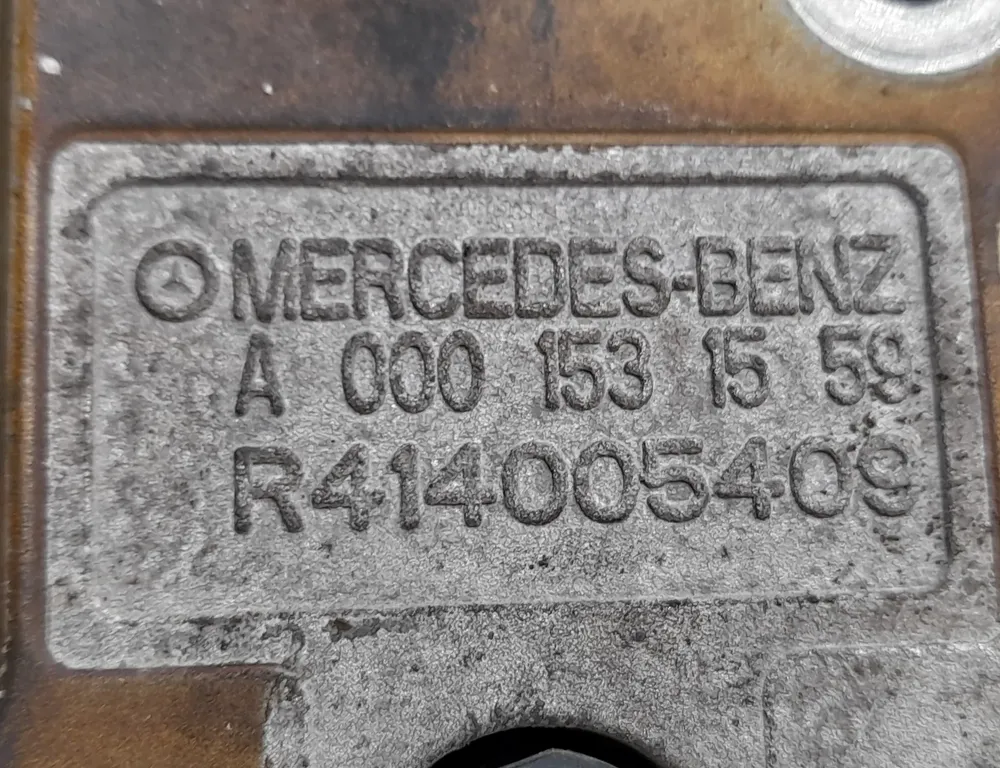 MERCEDES-BENZ
A 000 153 15 59
R414005409